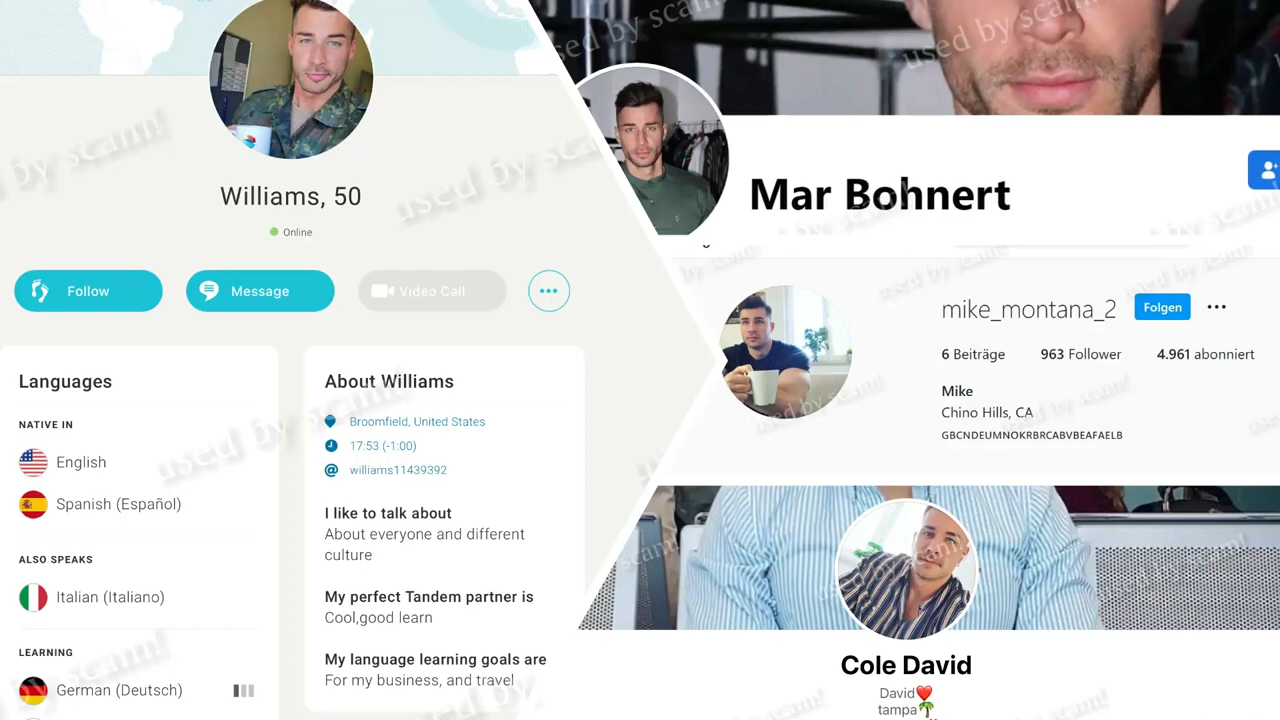 Williams, 50
Online
Follow
Message
Video Call
Languages
NATIVE IN
English
Spanish (Español)
ALSO SPEAKS
Italian (Italiano)
LEARNING
German (Deutsch)
About Williams
Broomfield, United States
17:53 (-1:00)
williams11439392
I like to talk about
About everyone and different
culture
My perfect Tandem partner is
Cool,good learn
My language learning goals are
For my business, and travel
used by scam!
Mar Bohnert
mike_montana_2
Folgen
6 Beiträge 963 Follower 4.961 abonniert
Mike
Chino Hills, CA
GBCNDEUMNOKRBRCABVBEAFAELB
Cole David
David❤️
tampa🌴